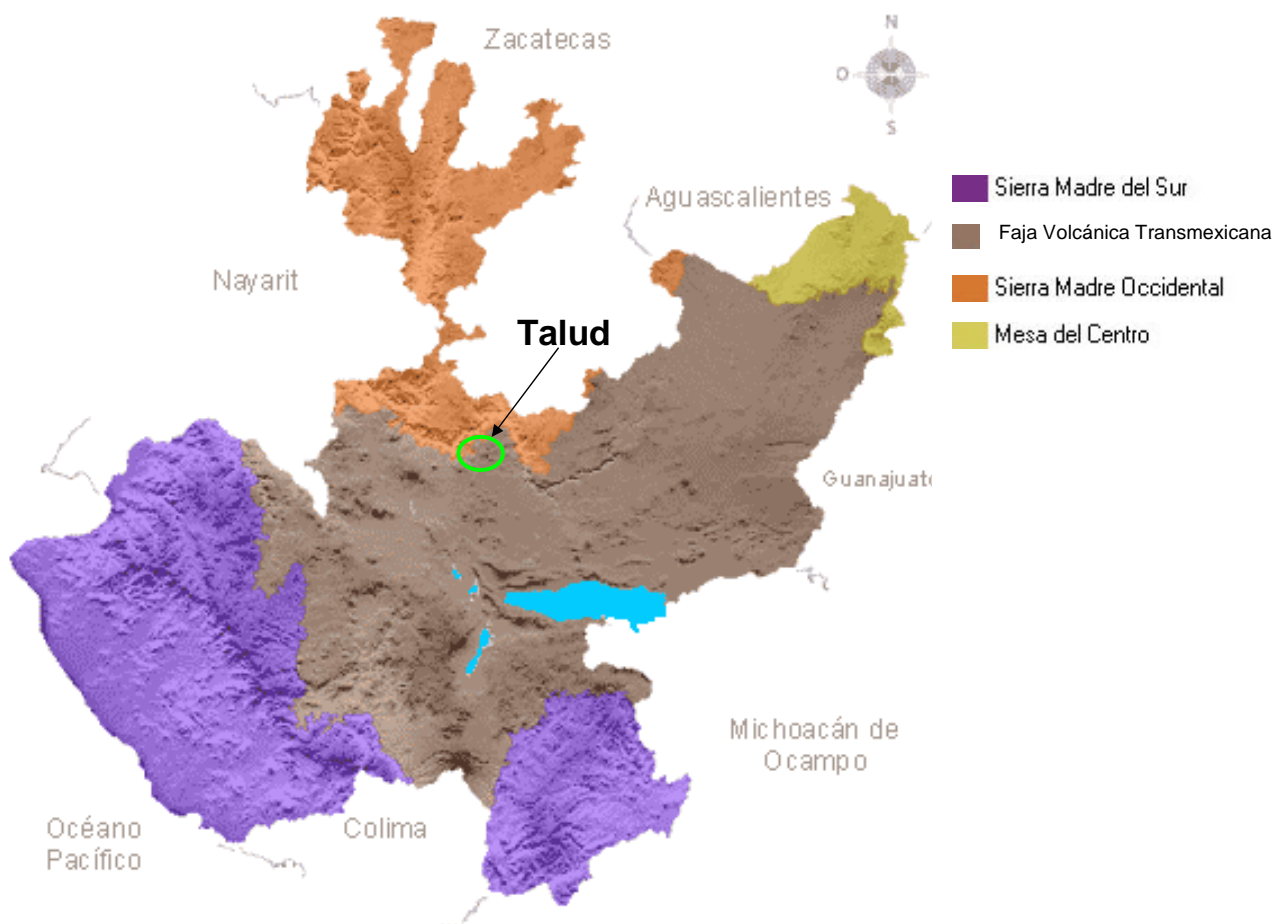 Zacatecas
N
O
S
Aguascalientes
Sierra Madre del Sur
Faja Volcánica Transmexicana
Nayarit
Sierra Madre Occidental
Talud
Mesa del Centro
Guanajuat
Michoacán de
Ocampo
Océano
Pacífico
Colima